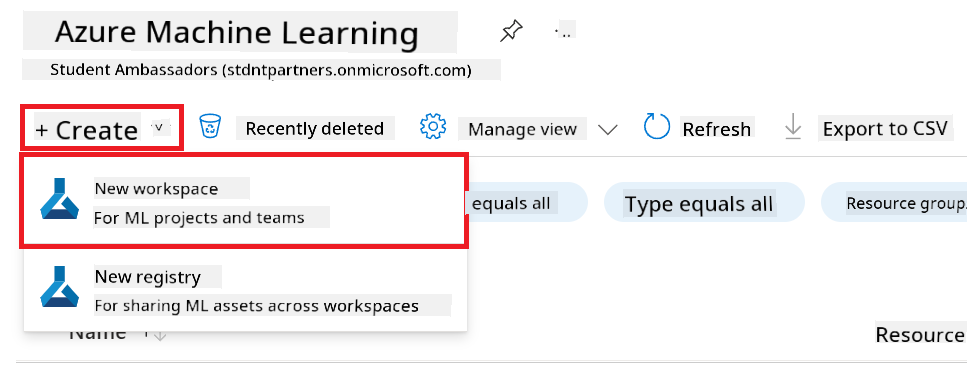 Azure Machine Learning
Student Ambassadors (stdntpartners.onmicrosoft.com)
+ Create
Recently deleted
Manage view
Refresh
Export to CSV
New workspace
For ML projects and teams
equals all
Type equals all
Resource group
New registry
For sharing ML assets across workspaces
Name
Resource